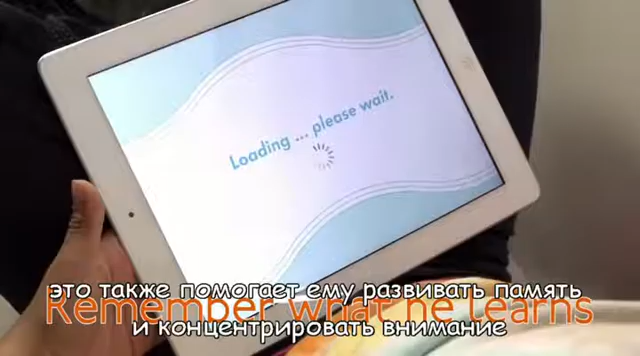 Loading ... please wait.
это также помогает ему развивать память
Remember what he learns
и концентрировать внимание